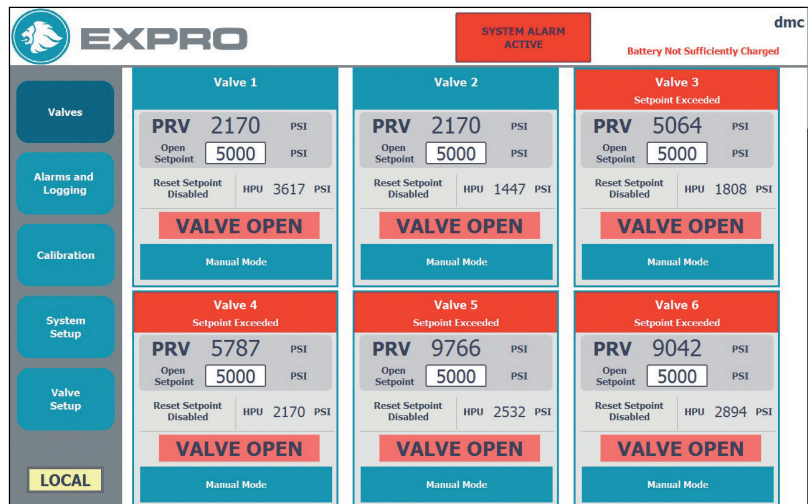 EXPRO
SYSTEM ALARM
ACTIVE
dmc
Battery Not Sufficiently Charged
Valves
Alarms and
Logging
Calibration
System
Setup
Valve
Setup
LOCAL
Valve 1
PRV 2170 PSI
Open
Setpoint 5000 PSI
Reset Setpoint
Disabled HPU 3617 PSI
VALVE OPEN
Manual Mode
Valve 2
PRV 2170 PSI
Open
Setpoint 5000 PSI
Reset Setpoint
Disabled HPU 1447 PSI
VALVE OPEN
Manual Mode
Valve 3
Setpoint Exceeded
PRV 5064 PSI
Open
Setpoint 5000 PSI
Reset Setpoint
Disabled HPU 1808 PSI
VALVE OPEN
Manual Mode
Valve 4
Setpoint Exceeded
PRV 5787 PSI
Open
Setpoint 5000 PSI
Reset Setpoint
Disabled HPU 2170 PSI
VALVE OPEN
Manual Mode
Valve 5
Setpoint Exceeded
PRV 9766 PSI
Open
Setpoint 5000 PSI
Reset Setpoint
Disabled HPU 2532 PSI
VALVE OPEN
Manual Mode
Valve 6
Setpoint Exceeded
PRV 9042 PSI
Open
Setpoint 5000 PSI
Reset Setpoint
Disabled HPU 2894 PSI
VALVE OPEN
Manual Mode